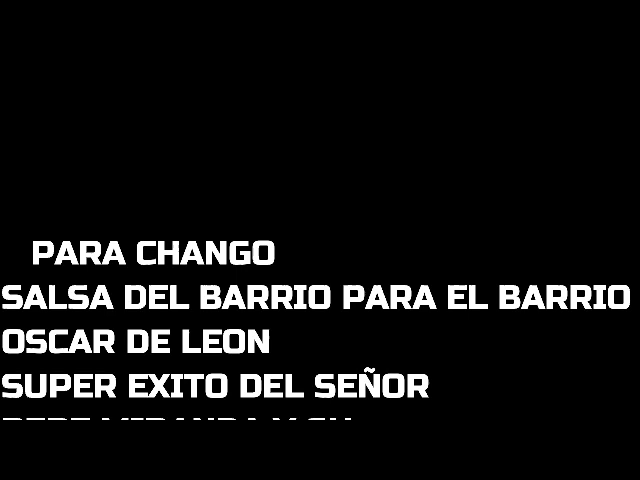 PARA CHANGO
SALSA DEL BARRIO PARA EL BARRIO
OSCAR DE LEON
SUPER EXITO DEL SEÑOR